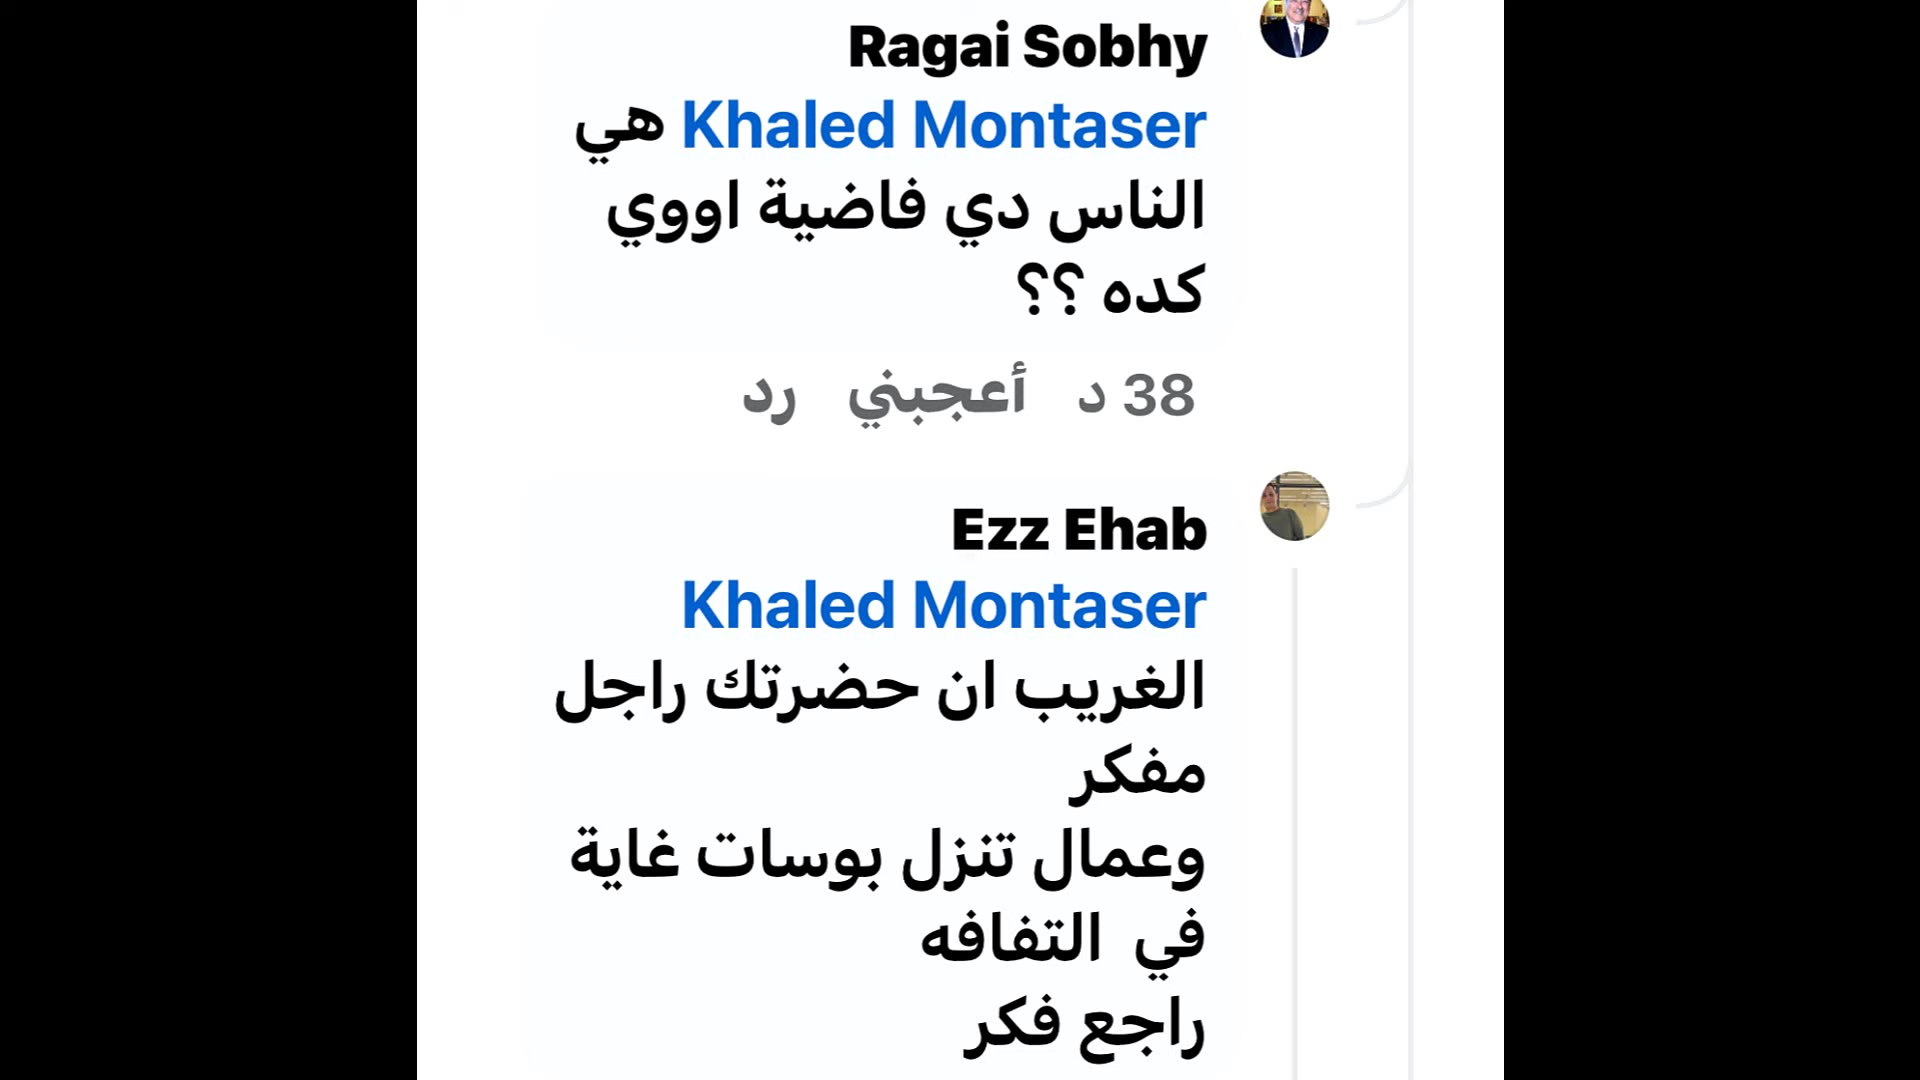 Ragai Sobhy
Khaled Montaser هي
الناس دي فاضية اووي
كده ؟؟
38 د أعجبني رد
Ezz Ehab
Khaled Montaser
الغريب ان حضرتك راجل
مفكر
وعمال تنزل بوسات غاية
في التفافه
راجع فكر